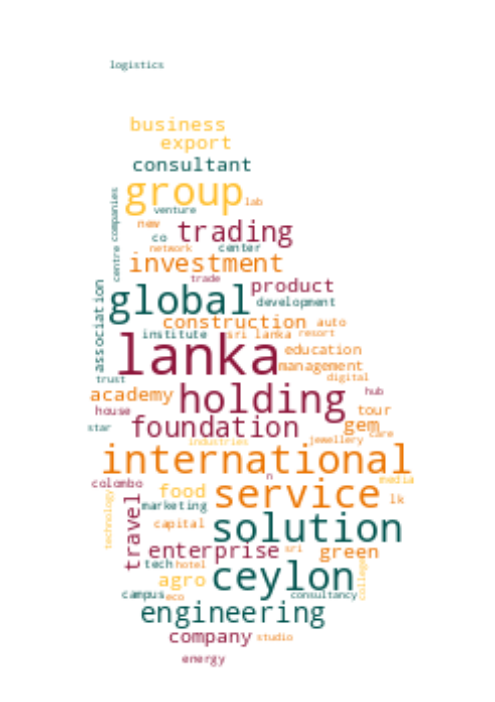 logistics
business
export
consultant
group
lab
companies
venture
new
trading
co
network
center
centre
investment
trade
product
global
development
association
construction
auto
institute
sri lanka
resort
lanka
education
management
trust
digital
academy
holding
hub
house
tour
foundation
gem
star
care
industries
jewellery
international
n
colombo
media
food
service
technology
lk
travel
marketing
capital
solution
enterprise
sri
green
tech
hotel
ceylon
college
agro
campus
eco
consultancy
engineering
company
studio
energy